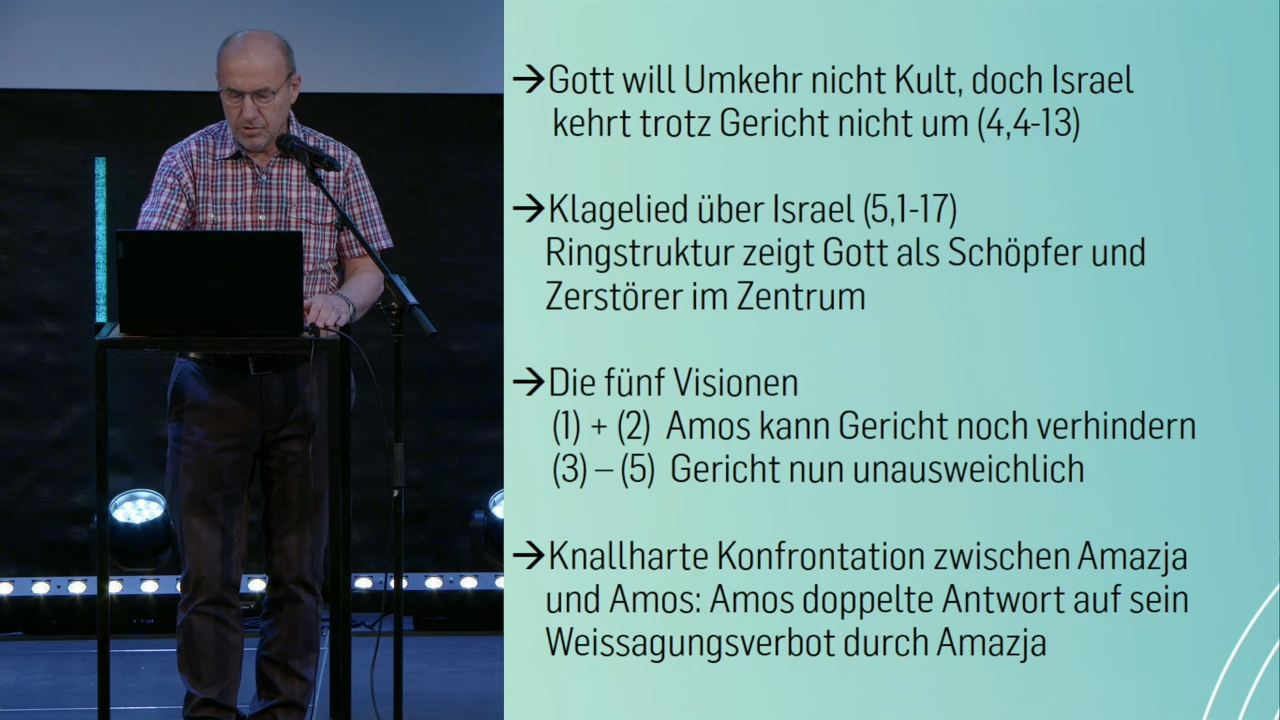 →Gott will Umkehr nicht Kult, doch Israel
kehrt trotz Gericht nicht um (4,4-13)
→Klagelied über Israel (5,1-17)
Ringstruktur zeigt Gott als Schöpfer und
Zerstörer im Zentrum
→Die fünf Visionen
(1) + (2) Amos kann Gericht noch verhindern
(3) – (5) Gericht nun unausweichlich
→Knallharte Konfrontation zwischen Amazja
und Amos: Amos doppelte Antwort auf sein
Weissagungsverbot durch Amazja